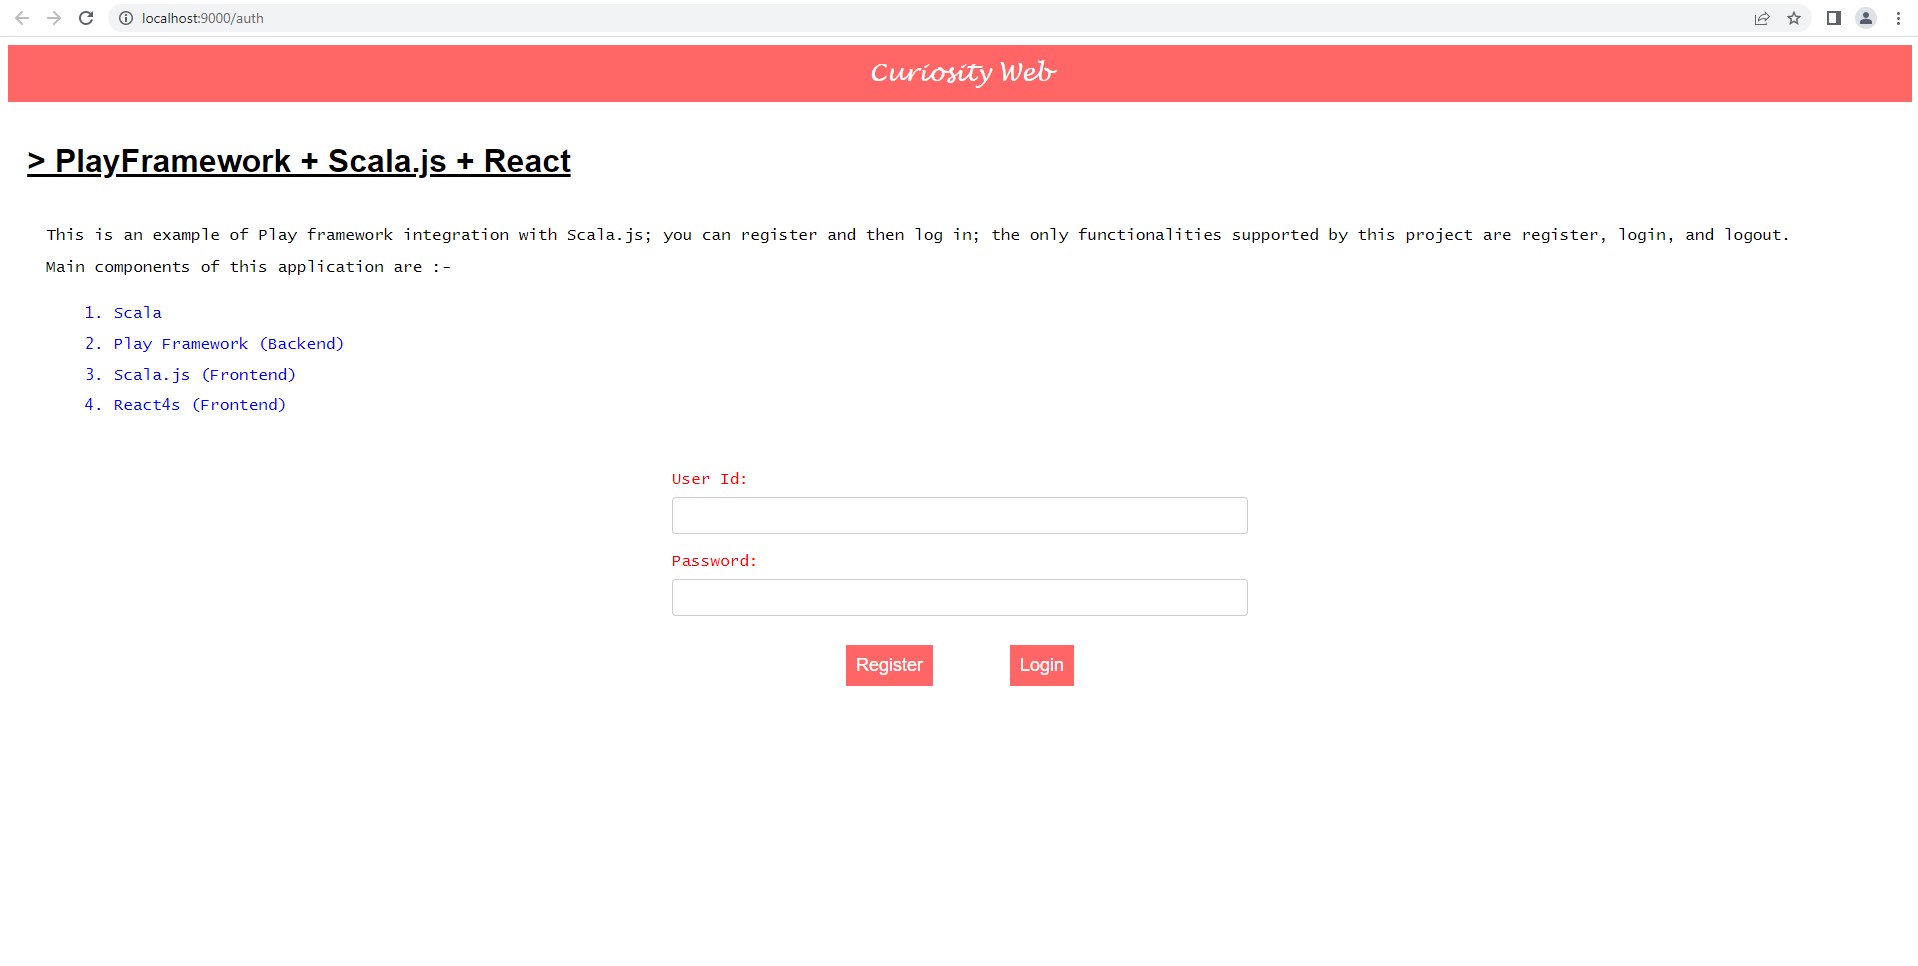 localhost:9000/auth
Curiosity Web
> PlayFramework + Scala.js + React
This is an example of Play framework integration with Scala.js; you can register and then log in; the only functionalities supported by this project are register, login, and logout.
Main components of this application are :-
1. Scala
2. Play Framework (Backend)
3. Scala.js (Frontend)
4. React4s (Frontend)
User Id:
Password:
Register Login